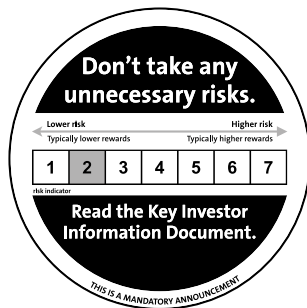 Don't take any
unnecessary risks.
Lower risk Higher risk
Typically lower rewards Typically higher rewards
1 2 3 4 5 6 7
risk indicator
Read the Key Investor
Information Document.
THIS IS A MANDATORY ANNOUNCEMENT